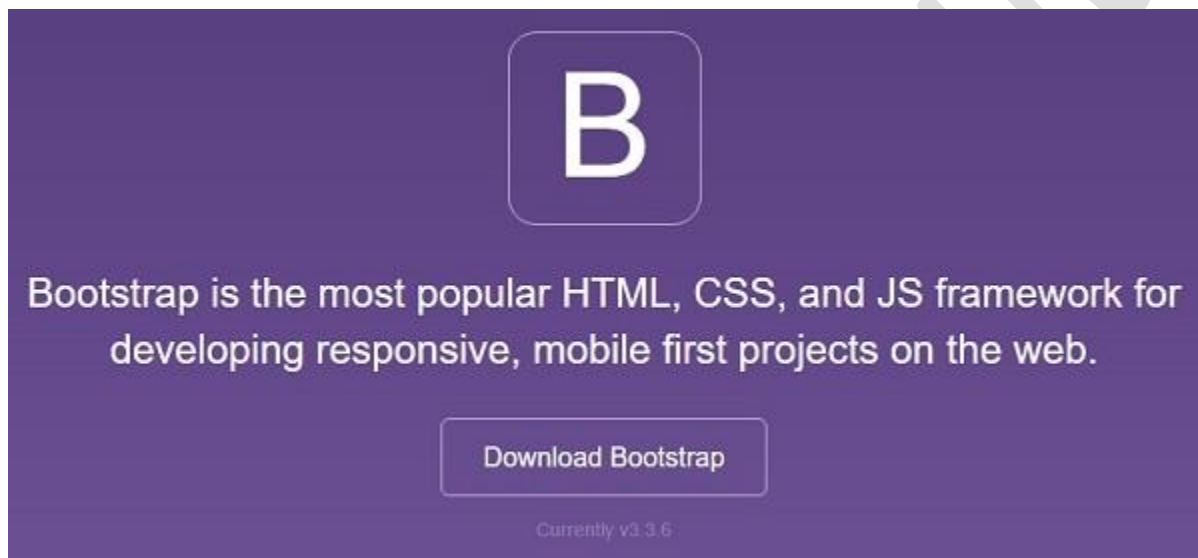 B
Bootstrap is the most popular HTML, CSS, and JS framework for
developing responsive, mobile first projects on the web.
Download Bootstrap
Currently v3.3.6